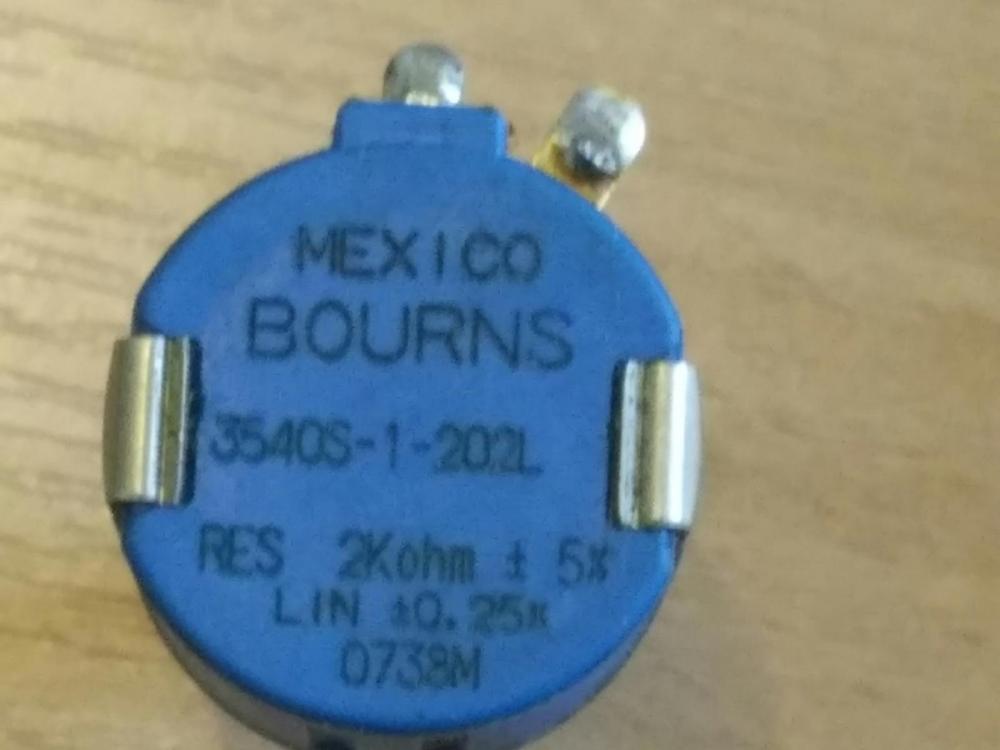 MEXICO
BOURNS
3540S-1-202L
RES 2Kohm ± 5%
LIN ±0.25%
0738M